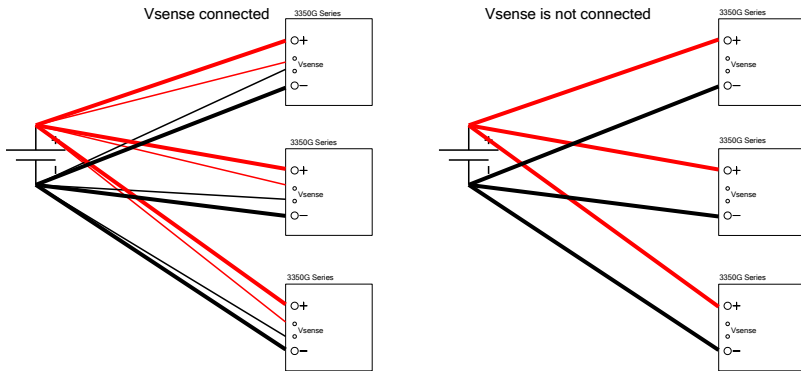 Vsense connected
3350G Series
+
Vsense
−
3350G Series
+
Vsense
−
3350G Series
+
Vsense
−
Vsense is not connected
3350G Series
+
Vsense
−
3350G Series
+
Vsense
−
3350G Series
+
Vsense
−